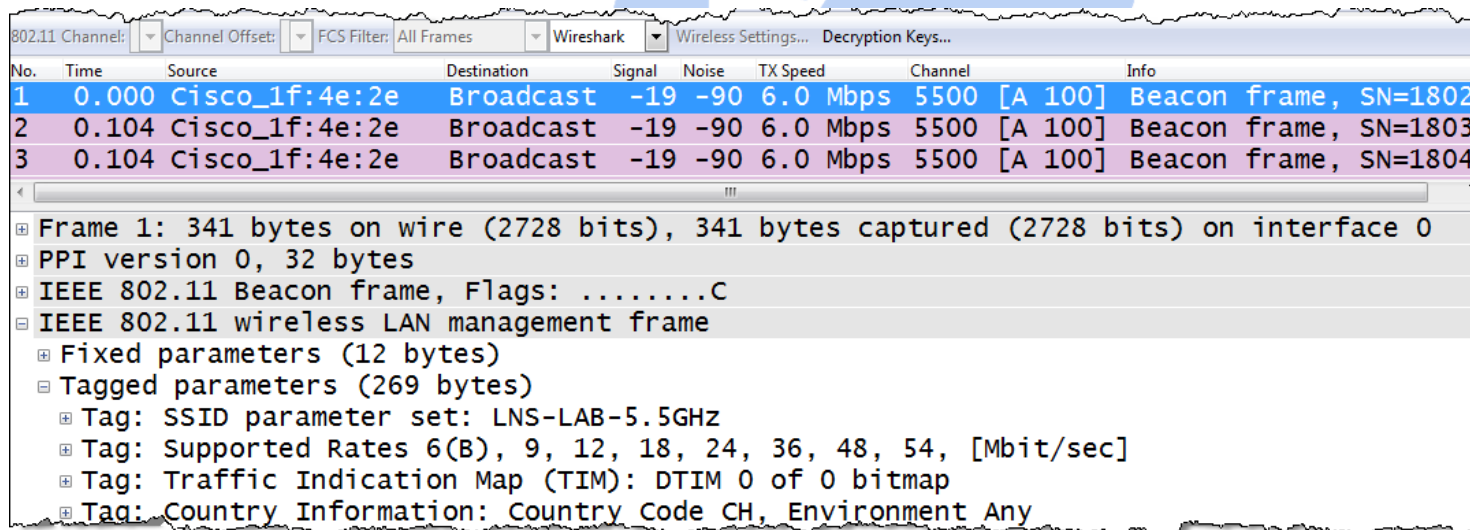 802.11 Channel: Channel Offset: FCS Filter: All Frames Wireshark Wireless Settings... Decryption Keys...
No. Time Source Destination Signal Noise TX Speed Channel Info
1 0.000 Cisco_1f:4e:2e Broadcast -19 -90 6.0 Mbps 5500 [A 100] Beacon frame, SN=1802
2 0.104 Cisco_1f:4e:2e Broadcast -19 -90 6.0 Mbps 5500 [A 100] Beacon frame, SN=1803
3 0.104 Cisco_1f:4e:2e Broadcast -19 -90 6.0 Mbps 5500 [A 100] Beacon frame, SN=1804
Frame 1: 341 bytes on wire (2728 bits), 341 bytes captured (2728 bits) on interface 0
PPI version 0, 32 bytes
IEEE 802.11 Beacon frame, Flags: ........C
IEEE 802.11 wireless LAN management frame
Fixed parameters (12 bytes)
Tagged parameters (269 bytes)
Tag: SSID parameter set: LNS-LAB-5.5GHz
Tag: Supported Rates 6(B), 9, 12, 18, 24, 36, 48, 54, [Mbit/sec]
Tag: Traffic Indication Map (TIM): DTIM 0 of 0 bitmap
Tag: Country Information: Country Code CH, Environment Any